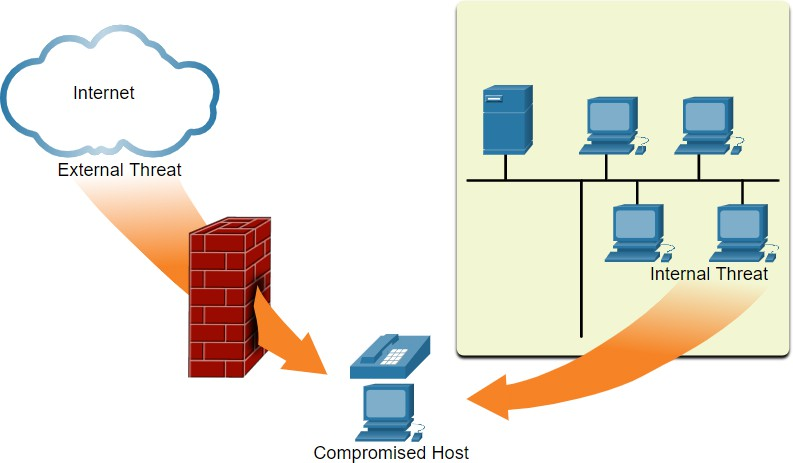 Internet
External Threat
Internal Threat
Compromised Host